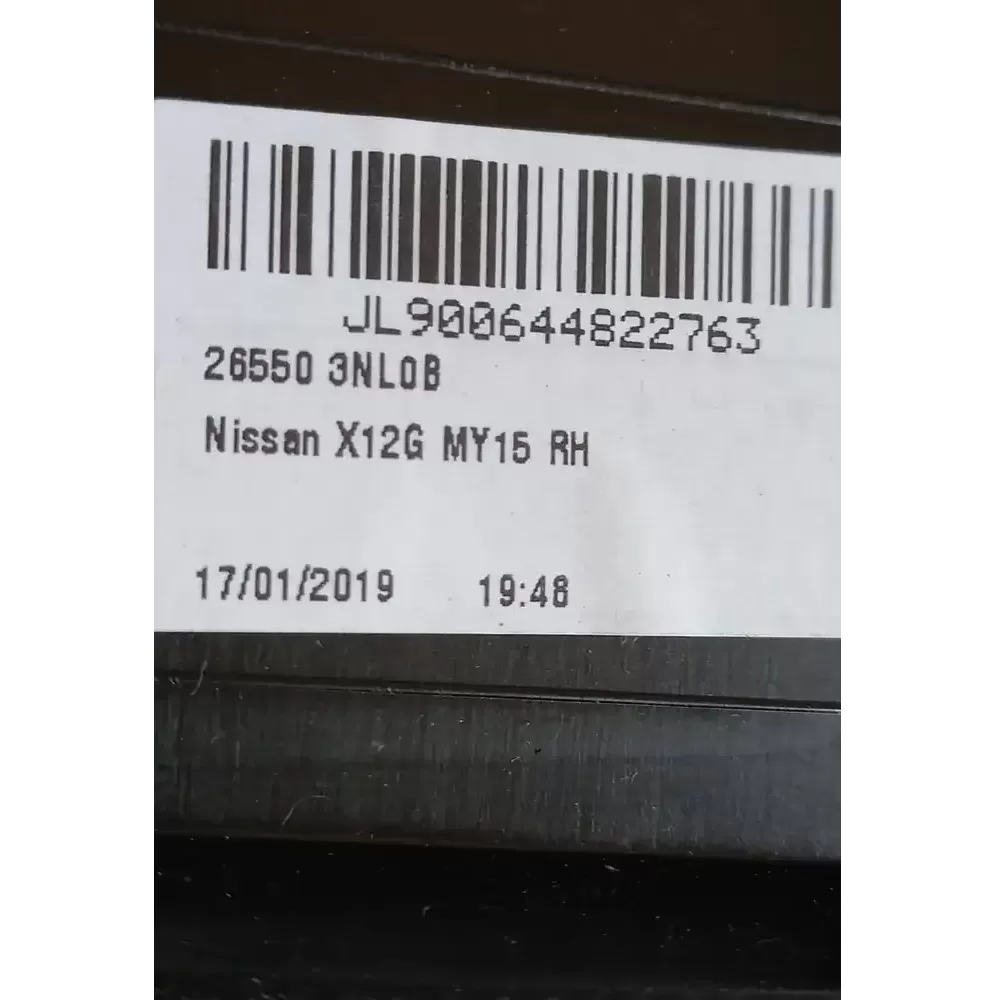 JL900644822763
26550 3NL0B
Nissan X12G MY15 RH
17/01/2019 19:48